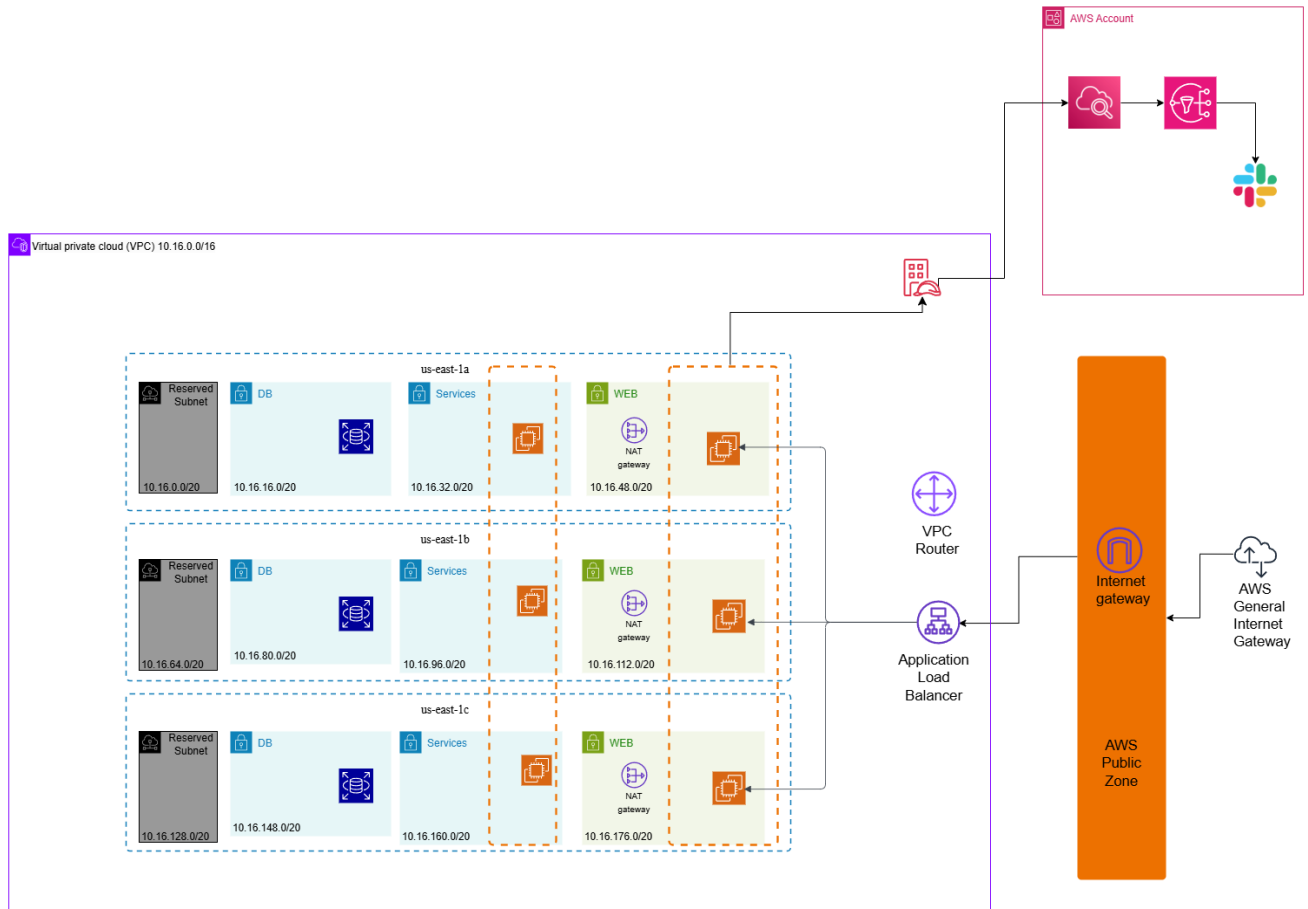 AWS Account
Virtual private cloud (VPC) 10.16.0.0/16
us-east-1a
Reserved
Subnet
10.16.0.0/20
DB
10.16.16.0/20
Services
10.16.32.0/20
WEB
NAT
gateway
10.16.48.0/20
us-east-1b
Reserved
Subnet
10.16.64.0/20
DB
10.16.80.0/20
Services
10.16.96.0/20
WEB
NAT
gateway
10.16.112.0/20
us-east-1c
Reserved
Subnet
10.16.128.0/20
DB
10.16.148.0/20
Services
10.16.160.0/20
WEB
NAT
gateway
10.16.176.0/20
VPC
Router
Application
Load
Balancer
Internet
gateway
AWS
Public
Zone
AWS
General
Internet
Gateway